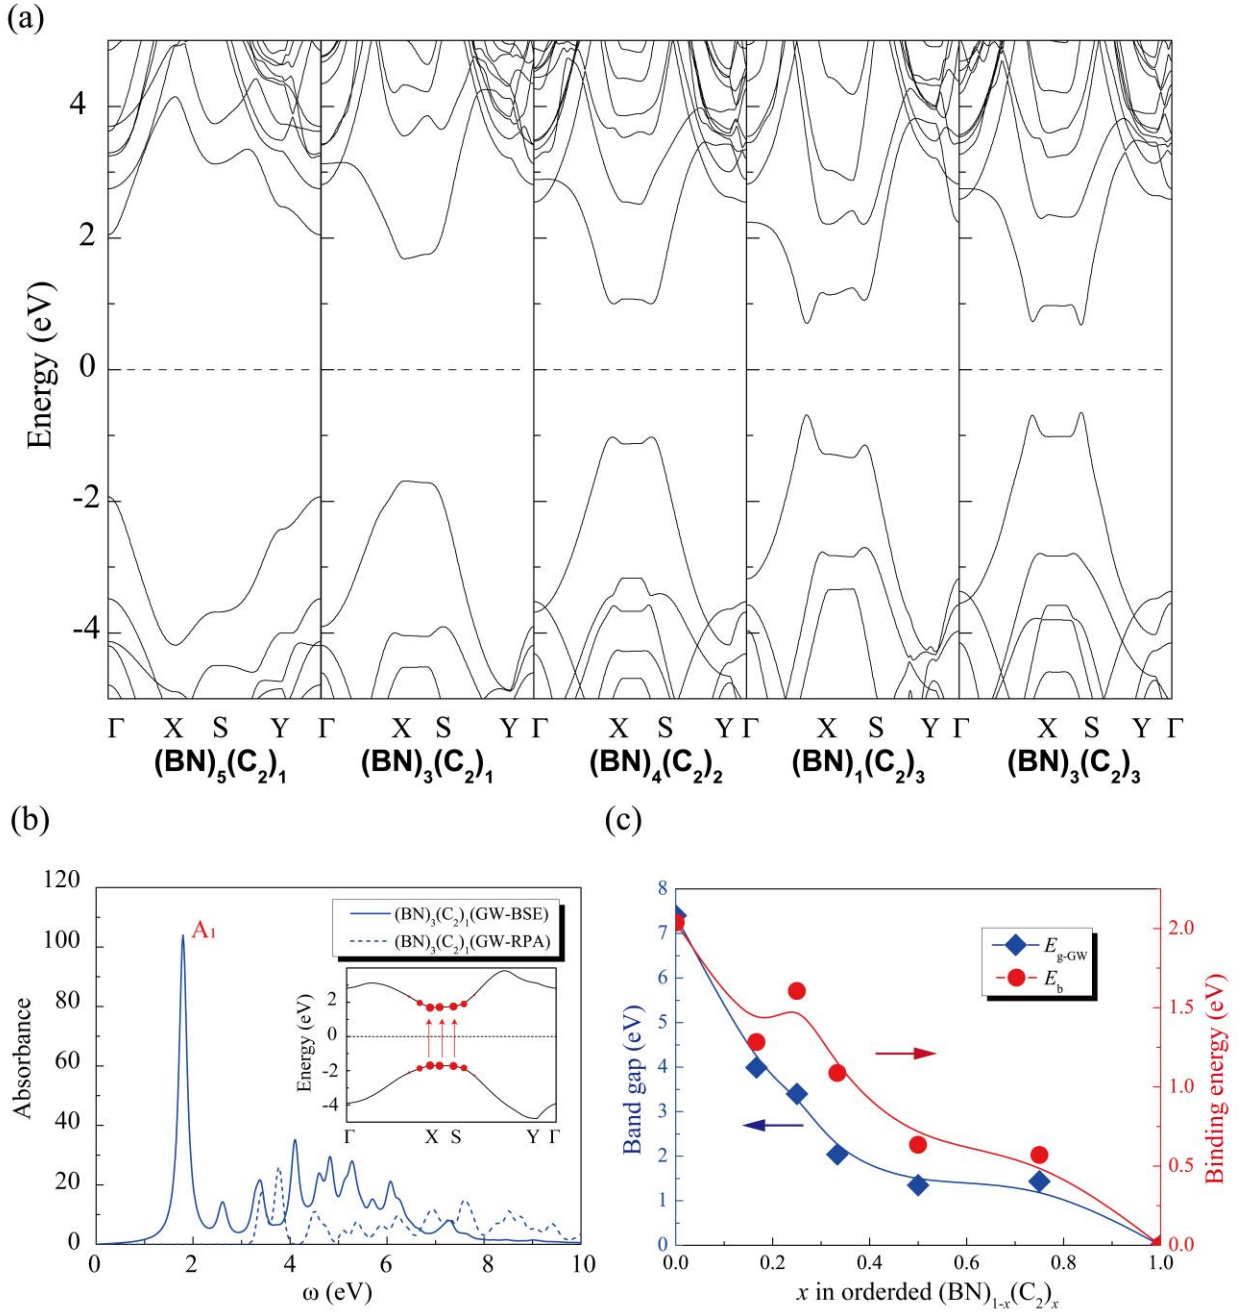 (a)
Energy (eV)
4
2
0
-2
-4
Γ X S Y Γ X S Y Γ X S Y Γ X S Y Γ X S Y Γ
(BN)₅(C₂)₁ (BN)₃(C₂)₁ (BN)₄(C₂)₂ (BN)₁(C₂)₃ (BN)₃(C₂)₃
(b)
Absorbance
120
100
80
60
40
20
0
0 2 4 6 8 10
ω (eV)
A₁
(BN)₃(C₂)₁(GW-BSE)
(BN)₃(C₂)₁(GW-RPA)
Energy (eV)
2
0
-2
-4
Γ X S Y Γ
(c)
Band gap (eV)
8
7
6
5
4
3
2
1
0
E g-GW
E b
2.0
1.5
1.0
0.5
0.0
Binding energy (eV)
0.0 0.2 0.4 0.6 0.8 1.0
x in orderded (BN)₁₋ₓ(C₂)ₓ